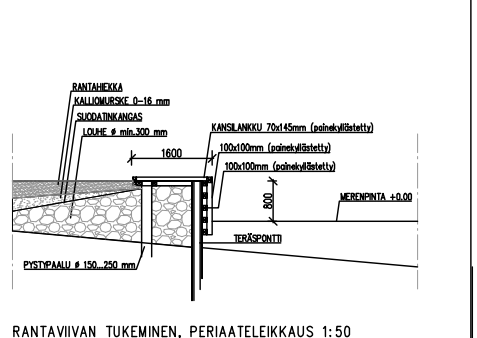 RANTAHIEKKA
KALLIOMURSKE 0-16 mm
SUODATINKANGAS
LOUHE ø min.300 mm
KANSILANKKU 70x145mm (painekyllästetty)
1600
100x100mm (painekyllästetty)
100x100mm (painekyllästetty)
800
MERENPINTA +0.00
TERÄSPONTTI
PYSTYPAALU ø 150...250 mm
RANTAVIIVAN TUKEMINEN, PERIAATELEIKKAUS 1:50